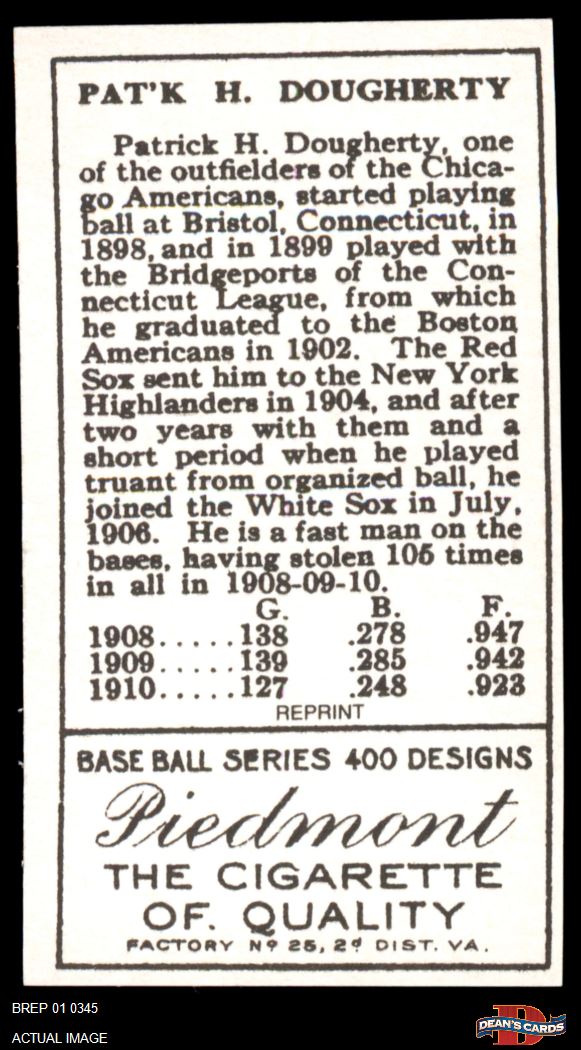 PAT'K H. DOUGHERTY
Patrick H. Dougherty, one
of the outfielders of the Chica-
go Americans, started playing
ball at Bristol, Connecticut, in
1898, and in 1899 played with
the Bridgeports of the Con-
necticut League, from which
he graduated to the Boston
Americans in 1902. The Red
Sox sent him to the New York
Highlanders in 1904, and after
two years with them and a
short period when he played
truant from organized ball, he
joined the White Sox in July,
1906. He is a fast man on the
bases, having stolen 105 times
in all in 1908-09-10.
G. B. F.
1908.....138 .278 .947
1909.....139 .285 .942
1910.....127 .248 .923
REPRINT
BASE BALL SERIES 400 DESIGNS
Piedmont
THE CIGARETTE
OF. QUALITY
FACTORY Nº 25, 2d DIST. VA.
BREP 01 0345
ACTUAL IMAGE
D
DEAN'S CARDS